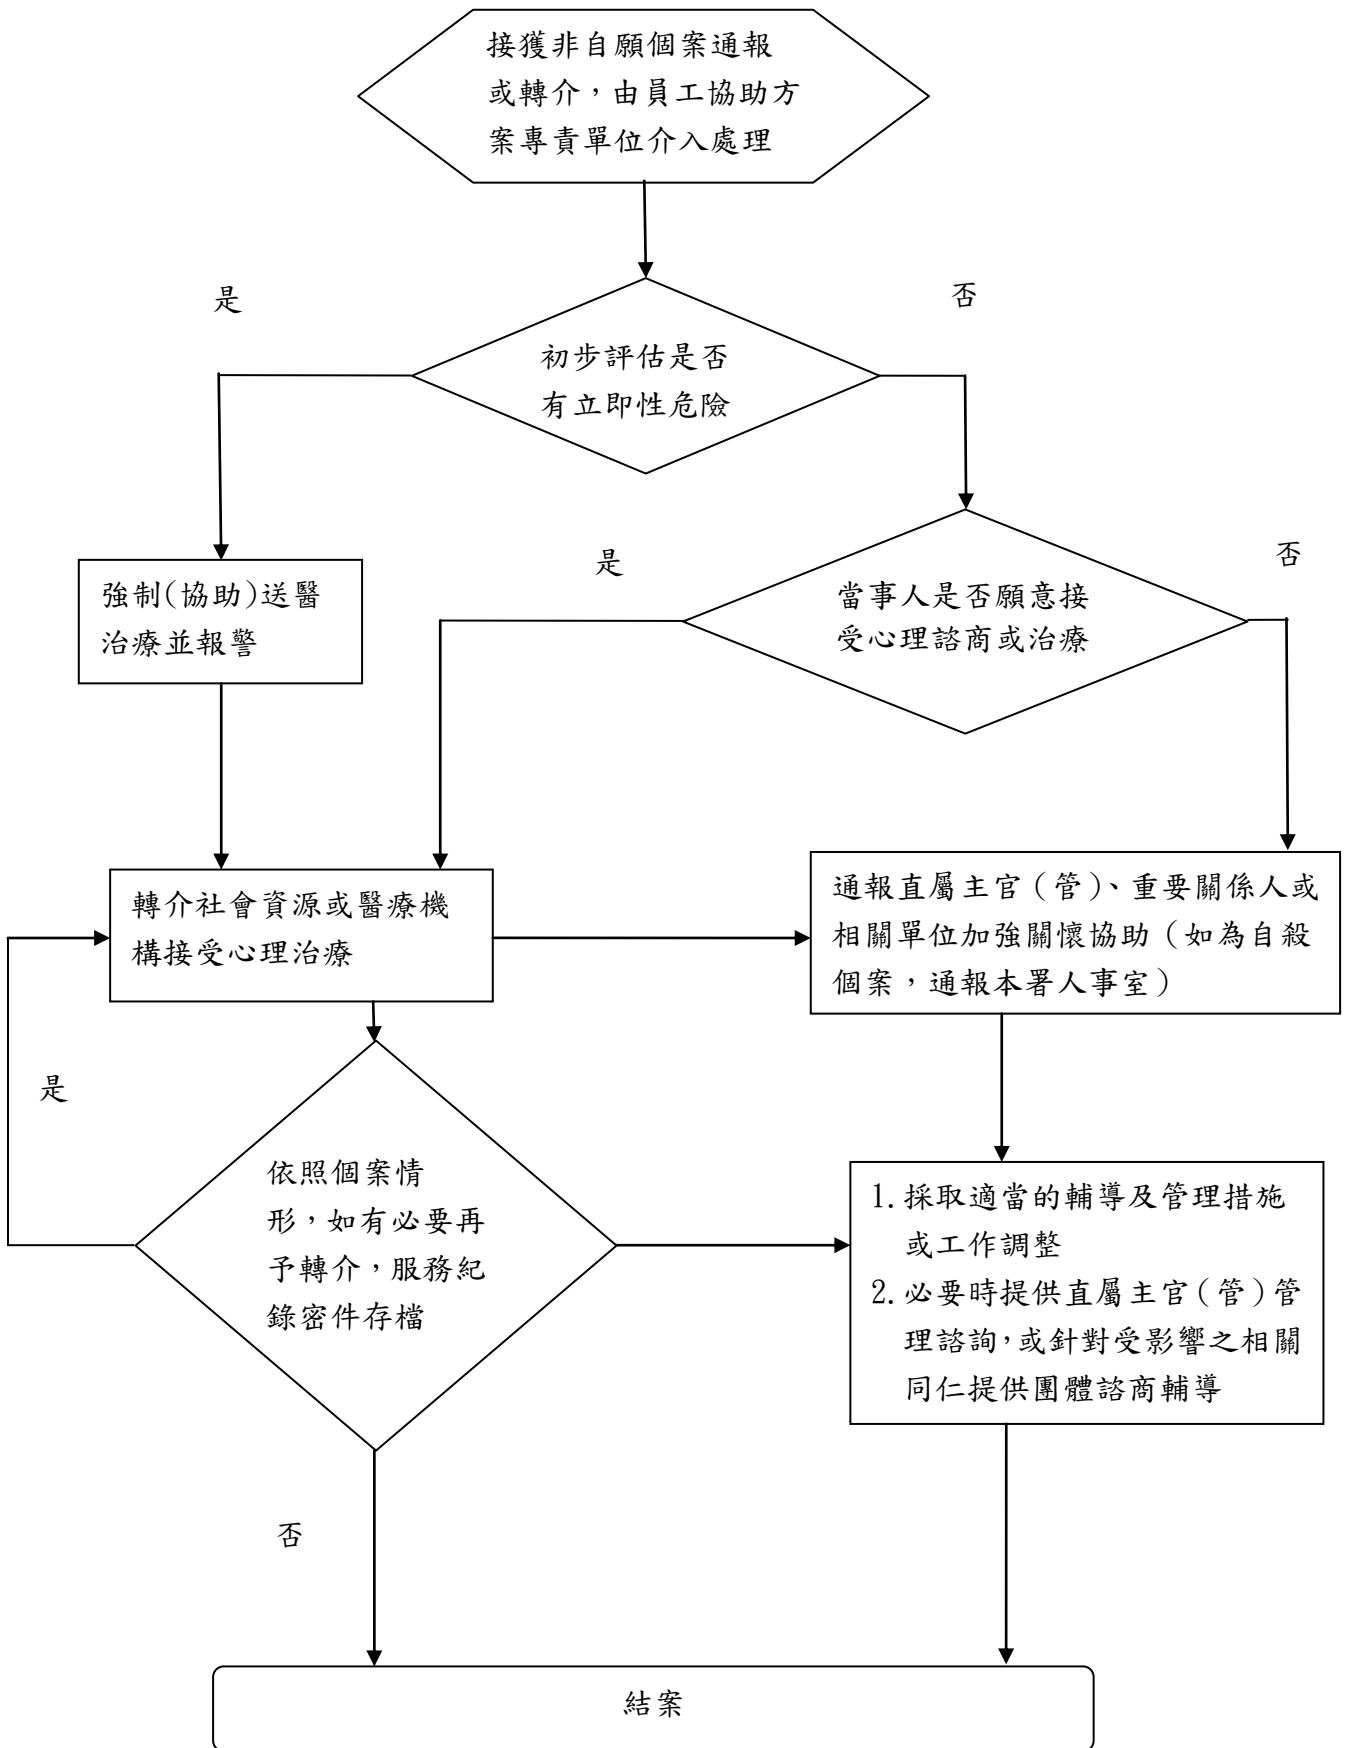 接獲非自願個案通報
或轉介，由員工協助方
案專責單位介入處理
是
否
初步評估是否
有立即性危險
強制(協助)送醫
治療並報警
是
否
當事人是否願意接
受心理諮商或治療
轉介社會資源或醫療機
構接受心理治療
通報直屬主官（管）、重要關係人或
相關單位加強關懷協助（如為自殺
個案，通報本署人事室）
是
依照個案情
形，如有必要再
予轉介，服務紀
錄密件存檔
1.採取適當的輔導及管理措施
或工作調整
2.必要時提供直屬主官（管）管
理諮詢，或針對受影響之相關
同仁提供團體諮商輔導
否
結案